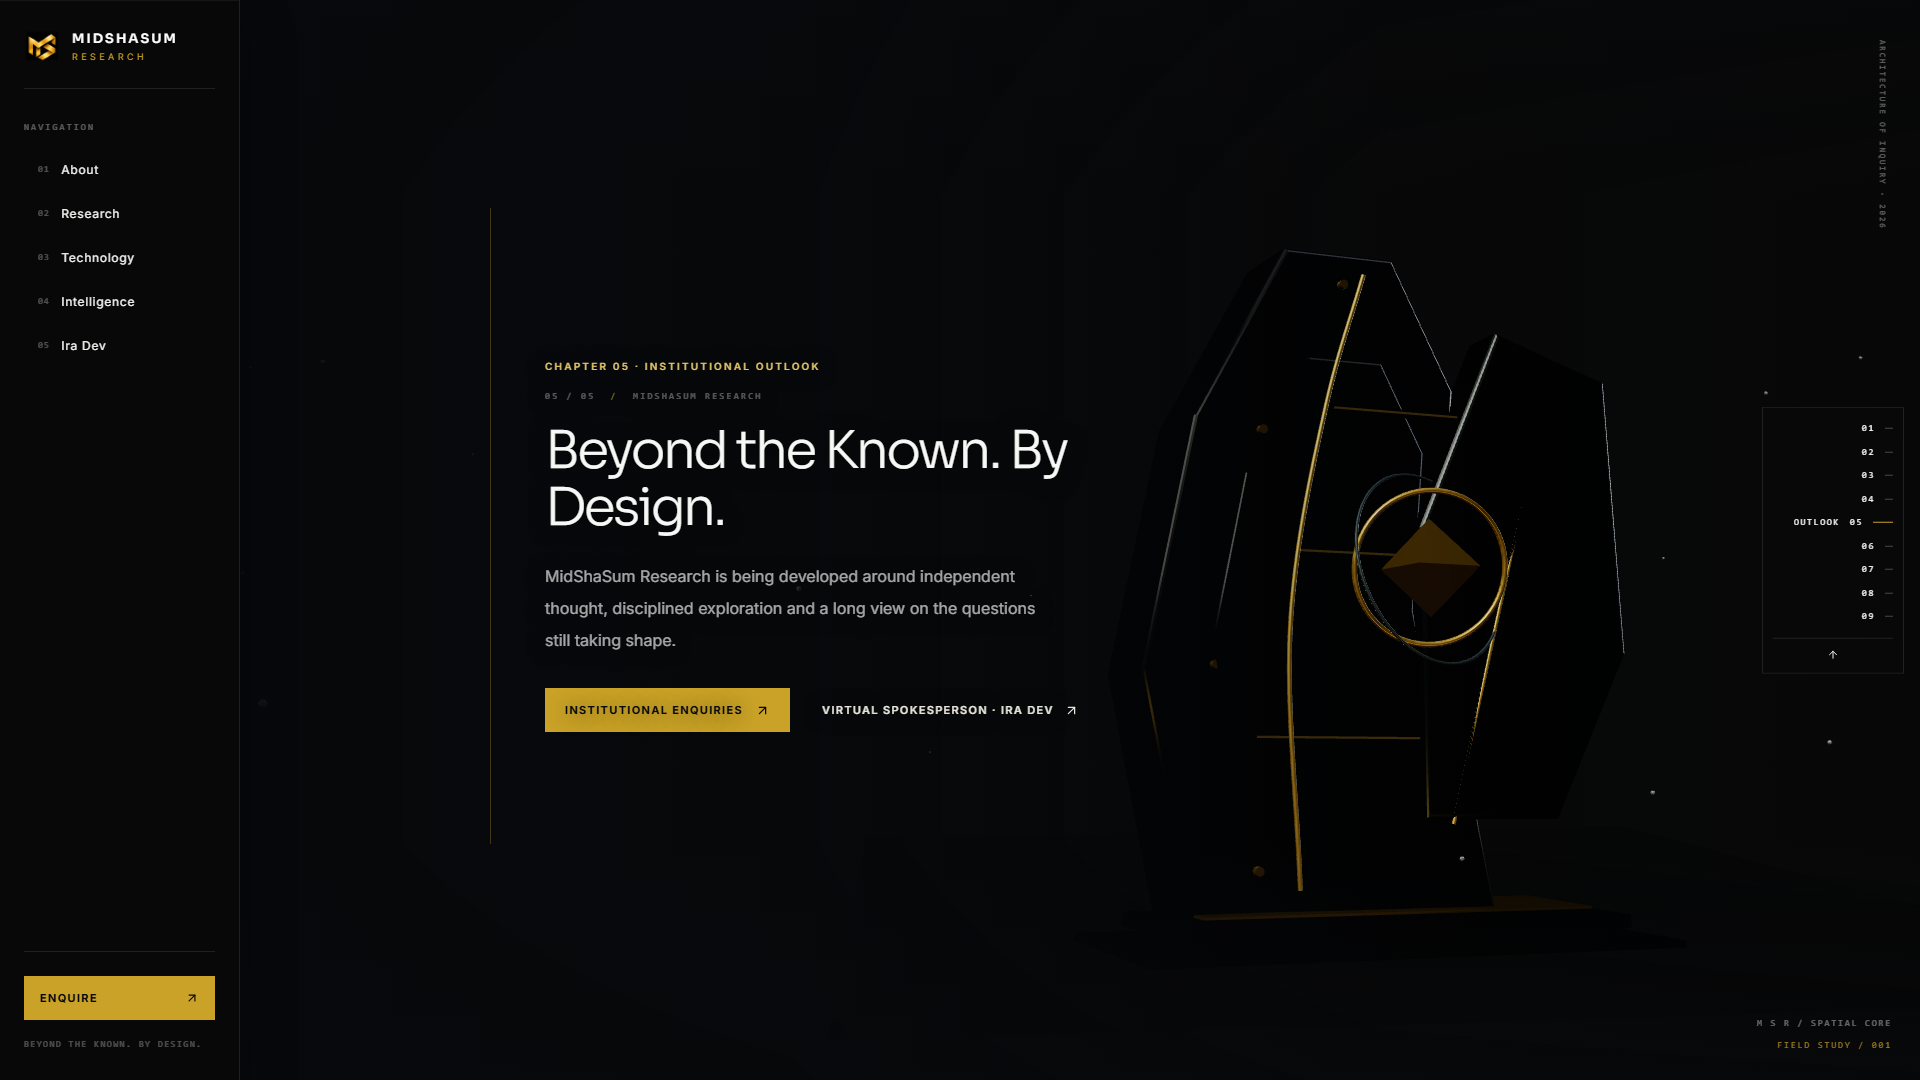 MIDSHASUM
RESEARCH
NAVIGATION
01 About
02 Research
03 Technology
04 Intelligence
05 Ira Dev
ENQUIRE
BEYOND THE KNOWN. BY DESIGN.
CHAPTER 05 · INSTITUTIONAL OUTLOOK
05 / 05 / MIDSHASUM RESEARCH
Beyond the Known. By
Design.
MidShaSum Research is being developed around independent
thought, disciplined exploration and a long view on the questions
still taking shape.
INSTITUTIONAL ENQUIRIES
VIRTUAL SPOKESPERSON · IRA DEV
ARCHITECTURE OF INQUIRY · 2026
01
02
03
04
OUTLOOK 05
06
07
08
09
M S R / SPATIAL CORE
FIELD STUDY / 001